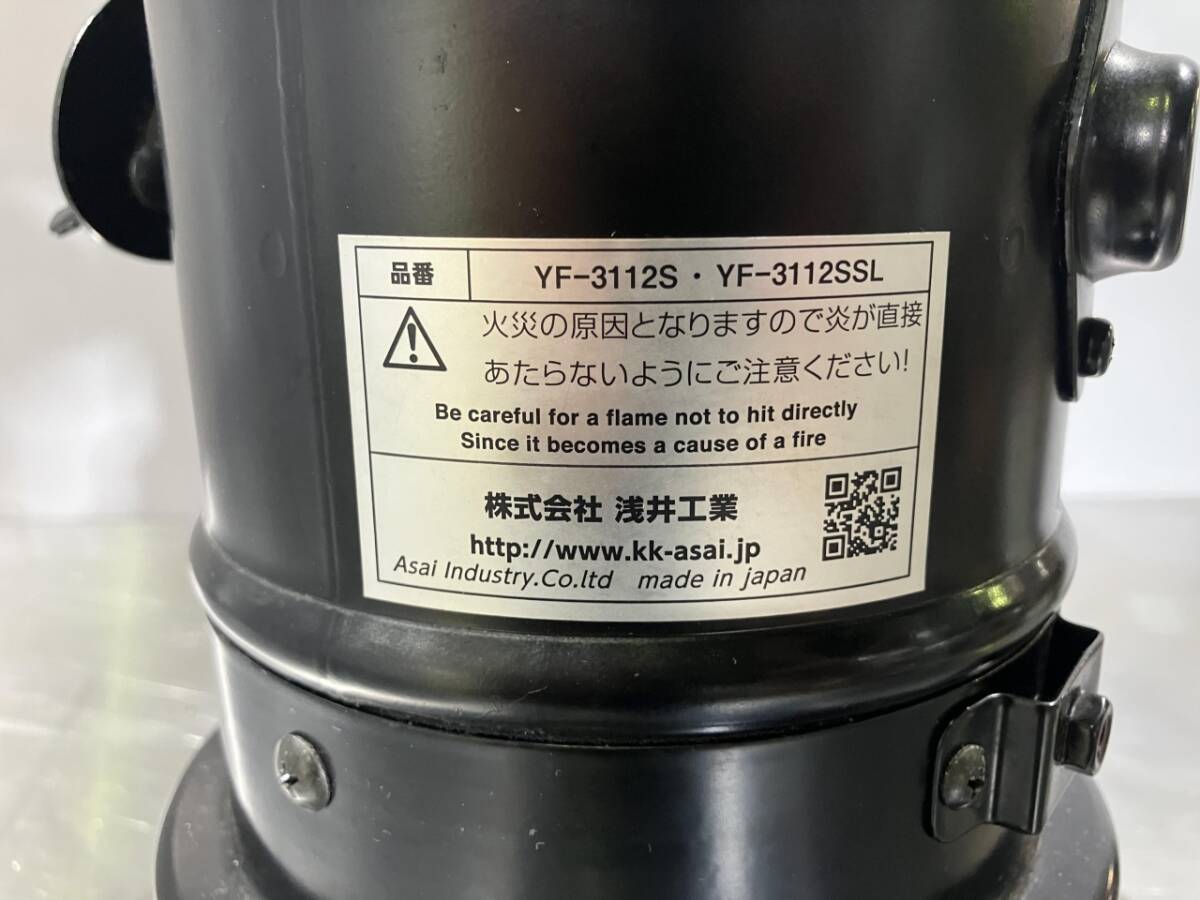 品番 YF-3112S・YF-3112SSL
火災の原因となりますので炎が直接
あたらないようにご注意ください!
Be careful for a flame not to hit directly
Since it becomes a cause of a fire
株式会社 浅井工業
http://www.kk-asai.jp
Asai Industry.Co.ltd made in japan